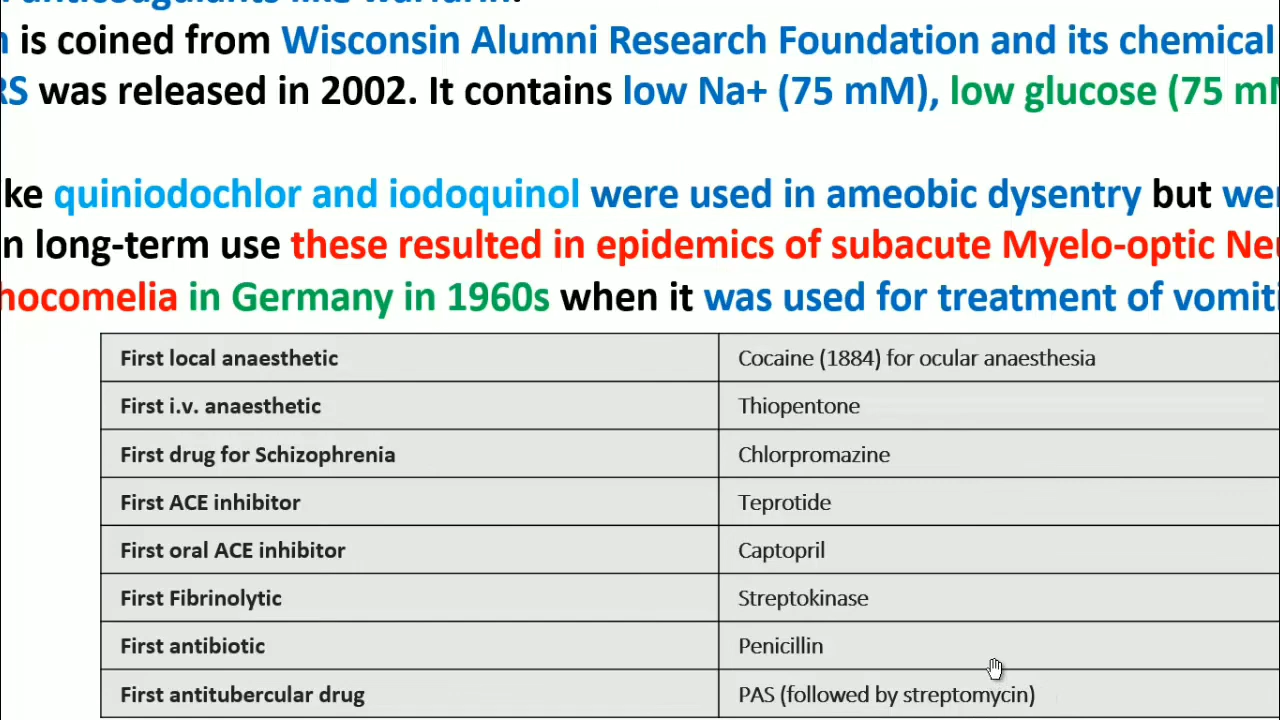 anticoagulants like warfarin.
is coined from Wisconsin Alumni Research Foundation and its chemical
RS was released in 2002. It contains low Na+ (75 mM), low glucose (75 m
ke quiniodochlor and iodoquinol were used in ameobic dysentry but we
n long-term use these resulted in epidemics of subacute Myelo-optic Ne
hocomelia in Germany in 1960s when it was used for treatment of vomiti
First local anaesthetic Cocaine (1884) for ocular anaesthesia
First i.v. anaesthetic Thiopentone
First drug for Schizophrenia Chlorpromazine
First ACE inhibitor Teprotide
First oral ACE inhibitor Captopril
First Fibrinolytic Streptokinase
First antibiotic Penicillin
First antitubercular drug PAS (followed by streptomycin)